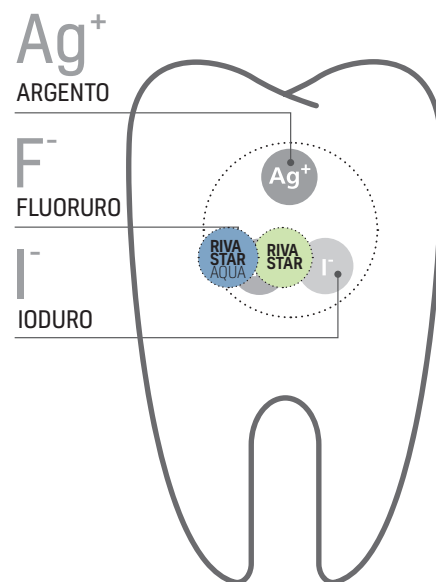 Ag⁺
ARGENTO
F⁻
FLUORURO
I⁻
IODURO
Ag⁺
RIVA
STAR
AQUA
RIVA
STAR
I⁻